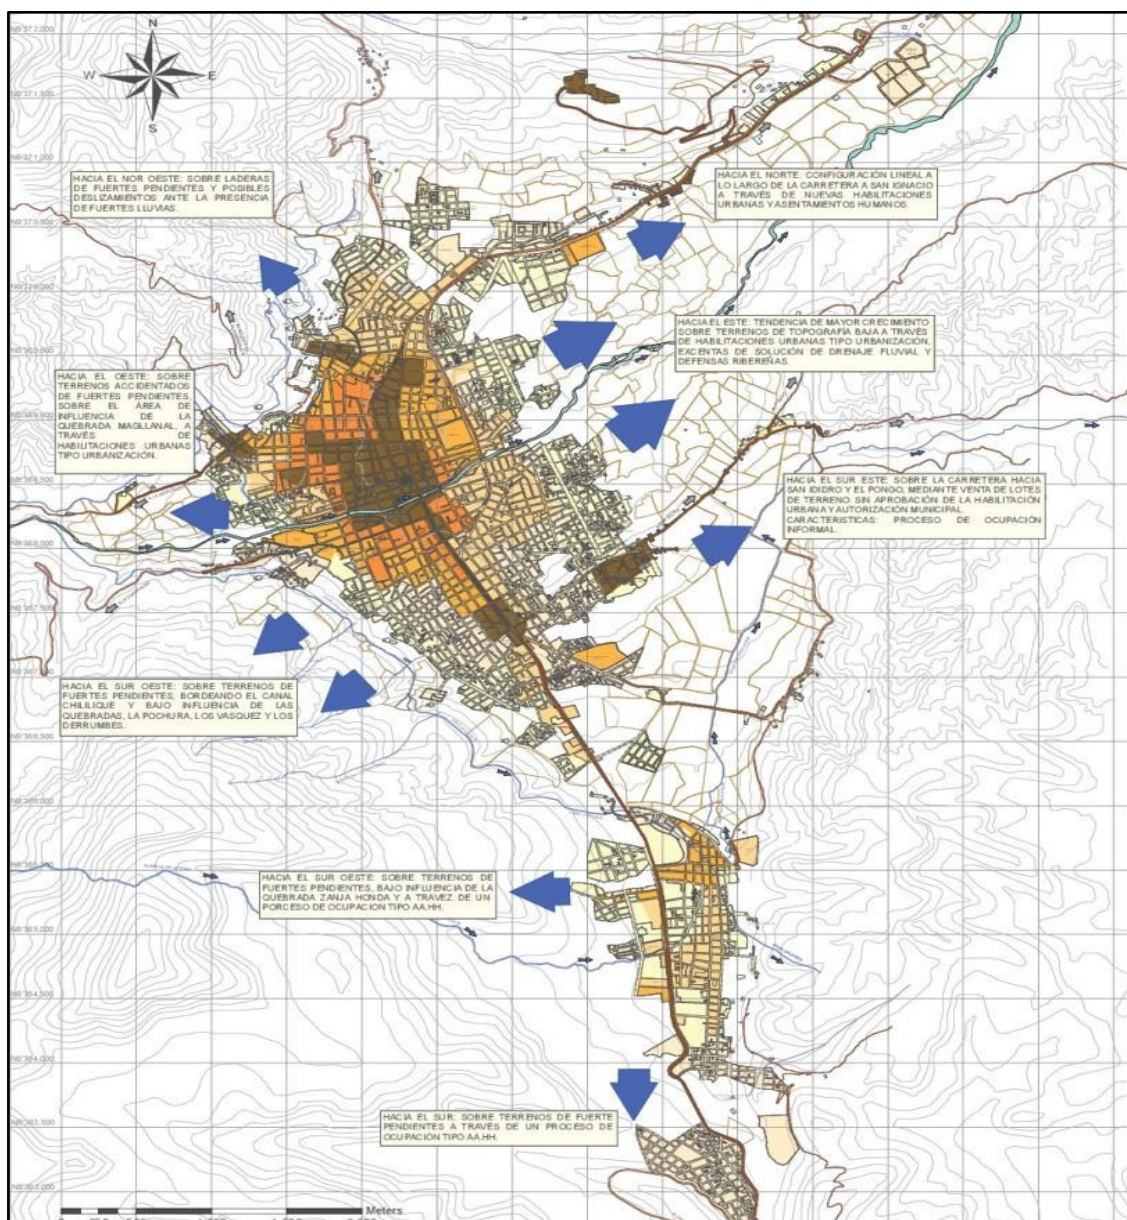 N
W E
S
HACIA EL NOR OESTE: SOBRE LADERAS
DE FUERTES PENDIENTES Y POSIBLES
DESLIZAMIENTOS ANTE LA PRESENCIA
DE FUERTES LLUVIAS.
HACIA EL NORTE: CONFIGURACIÓN LINEAL A
LO LARGO DE LA CARRETERA A SAN IGNACIO
A TRAVÉS DE NUEVAS HABILITACIONES
URBANAS Y ASENTAMIENTOS HUMANOS.
HACIA EL ESTE: TENDENCIA DE MAYOR CRECIMIENTO
SOBRE TERRENOS DE TOPOGRAFÍA BAJA A TRAVÉS
DE HABILITACIONES URBANAS TIPO URBANIZACIÓN,
EXCENTAS DE SOLUCIÓN DE DRIENAJE FLUVIAL Y
DEFENSAS RIBEREÑAS.
HACIA EL OESTE: SOBRE
TERRENOS ACCIDENTADOS
DE FUERTES PENDIENTES,
SOBRE EL ÁREA DE
INFLUENCIA DE LA
QUEBRADA MAGLLANAL, A
TRAVÉS DE
HABILITACIONES URBANAS
TIPO URBANIZACIÓN.
HACIA EL SUR ESTE: SOBRE LA CARRETERA HACIA
SAN ISIDRO Y EL PONGO, MEDIANTE VENTA DE LOTES
DE TERRENO SIN APROBACIÓN DE LA HABILITACIÓN
URBANA Y AUTORIZACIÓN MUNICIPAL.
CARACTERISTICAS: PROCESO DE OCUPACIÓN
INFORMAL.
HACIA EL SUR OESTE: SOBRE TERRENOS DE
FUERTES PENDIENTES, BORDEANDO EL CANAL
CHILILIQUE Y BAJO INFLUENCIA DE LAS
QUEBRADAS, LA POCHURA, LOS VASQUEZ Y LOS
DERRUMBES.
HACIA EL SUR OESTE: SOBRE TERRENOS DE
FUERTES PENDIENTES, BAJO INFLUENCIA DE LA
QUEBRADA ZANJA HONDA Y A TRAVEZ DE UN
PORCESO DE OCUPACION TIPO AA.HH.
HACIA EL SUR: SOBRE TERRENOS DE FUERTE
PENDIENTES A TRAVÉS DE UN PROCESO DE
OCUPACIÓN TIPO AA.HH.
Meters